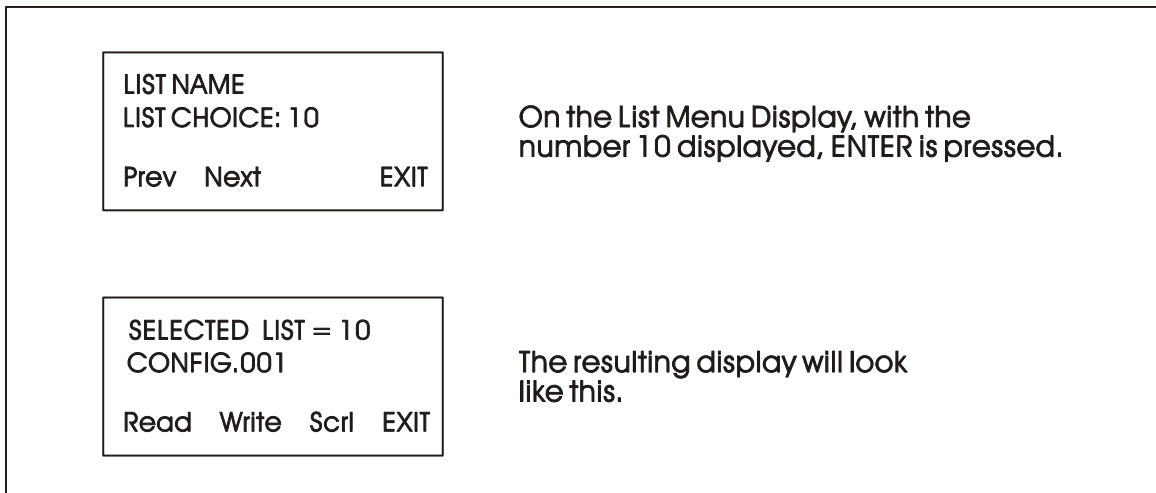 LIST NAME
LIST CHOICE: 10
Prev Next EXIT
On the List Menu Display, with the
number 10 displayed, ENTER is pressed.
SELECTED LIST = 10
CONFIG.001
Read Write Scrl EXIT
The resulting display will look
like this.